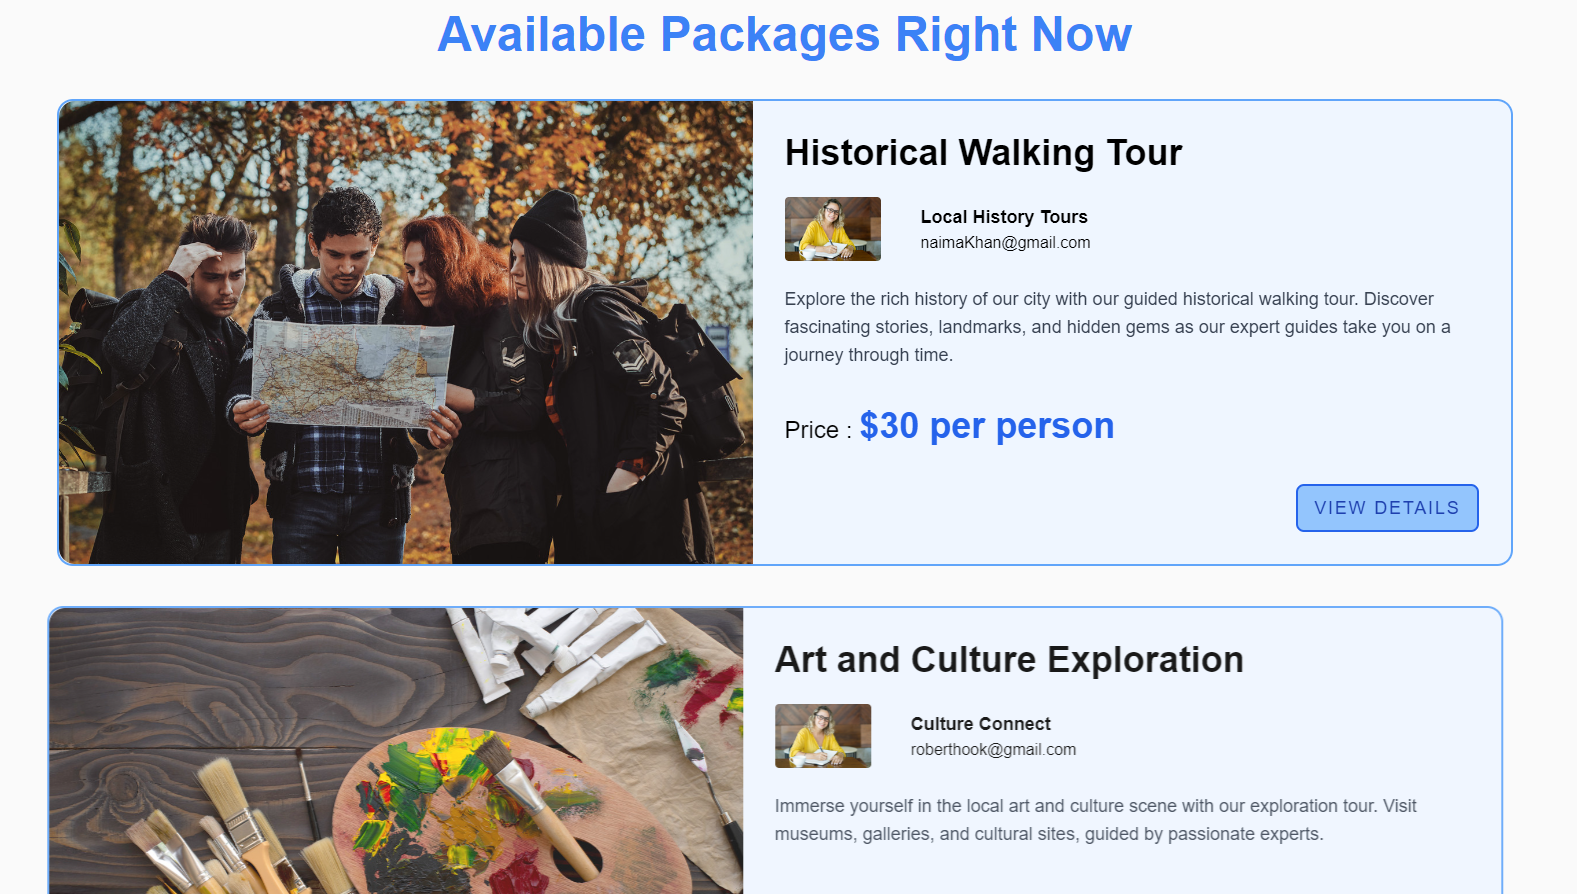 Available Packages Right Now
Historical Walking Tour
Local History Tours
naimaKhan@gmail.com
Explore the rich history of our city with our guided historical walking tour. Discover
fascinating stories, landmarks, and hidden gems as our expert guides take you on a
journey through time.
Price : $30 per person
VIEW DETAILS
Art and Culture Exploration
Culture Connect
roberthook@gmail.com
Immerse yourself in the local art and culture scene with our exploration tour. Visit
museums, galleries, and cultural sites, guided by passionate experts.